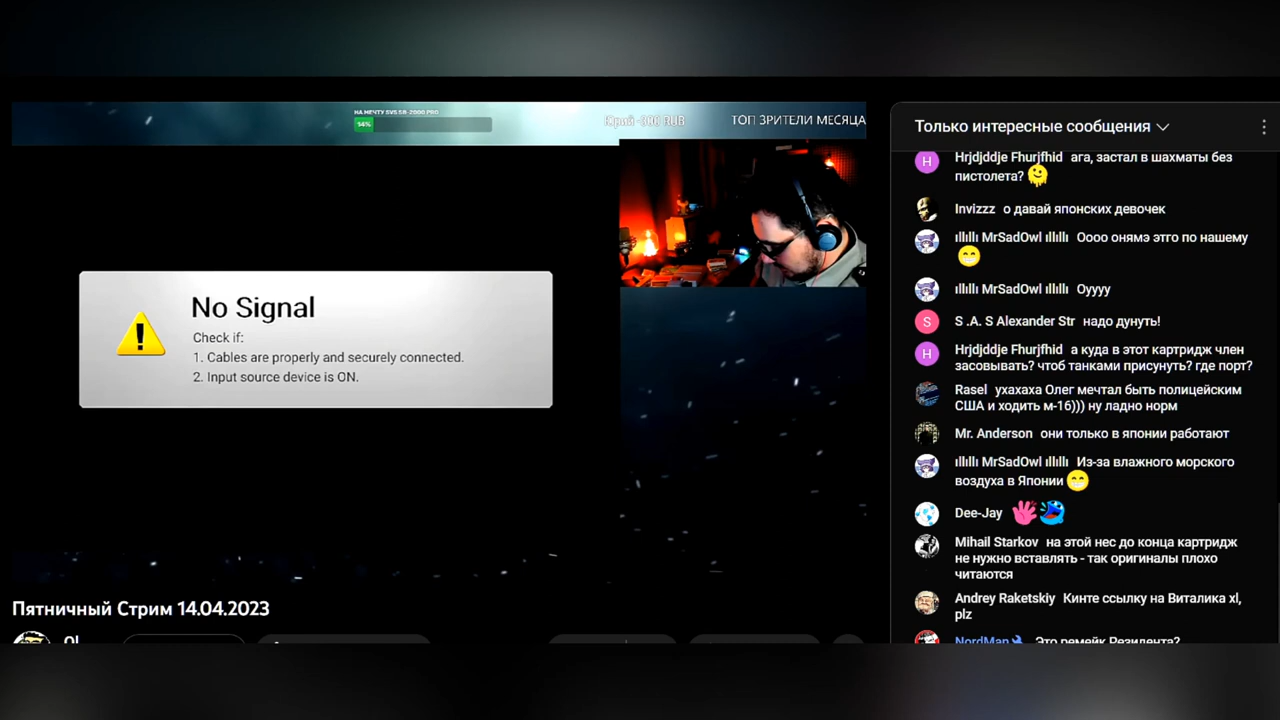 НА МЕЧТУ SVS SB-2000 PRO
14%
ТОП ЗРИТЕЛИ МЕСЯЦА
No Signal
Check if:
1. Cables are properly and securely connected.
2. Input source device is ON.
Пятничный Стрим 14.04.2023
Только интересные сообщения
H
Hrjdjddje Fhurjfhid ага, застал в шахматы без
пистолета?
Invizzz о давай японских девочек
ıllıllı MrSadOwl ıllıllı Оооо онямэ этго по нашему
ıllıllı MrSadOwl ıllıllı Оуууу
S
S .A. S Alexander Str надо дунуть!
H
Hrjdjddje Fhurjfhid а куда в этот картридж член
засовывать? чтоб танками присунуть? где порт?
Rasel ухахаха Олег мечтал быть полицейским
США и ходить м-16))) ну ладно норм
Mr. Anderson они только в японии работают
ıllıllı MrSadOwl ıllıllı Из-за влажного морского
воздуха в Японии
Dee-Jay
Mihail Starkov на этой нес до конца картридж
не нужно вставлять - так оригиналы плохо
читаются
Andrey Raketskiy Кинте ссылку на Виталика xl,
plz
NordMan Это ремейк Резидента?